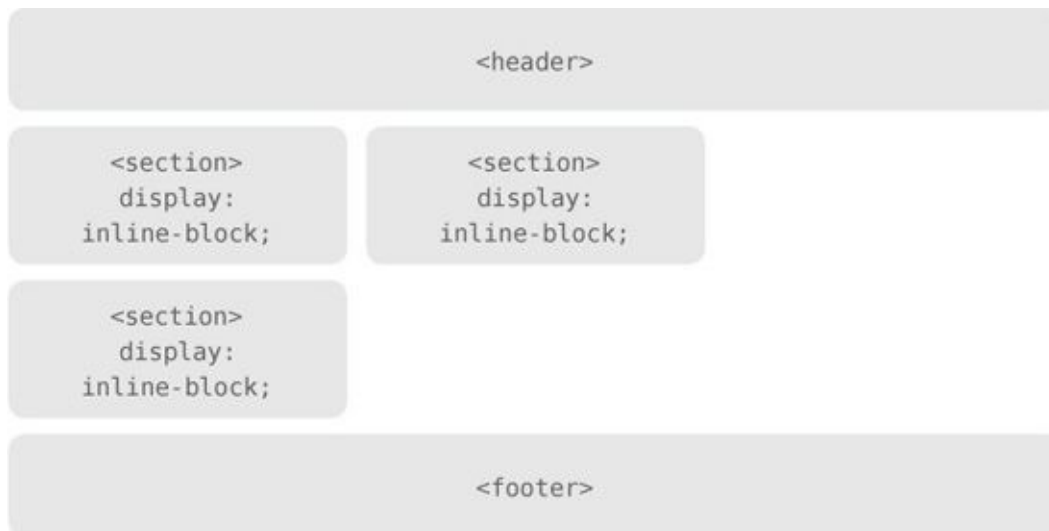 <header>
<section>
display:
inline-block;
<section>
display:
inline-block;
<section>
display:
inline-block;
<footer>